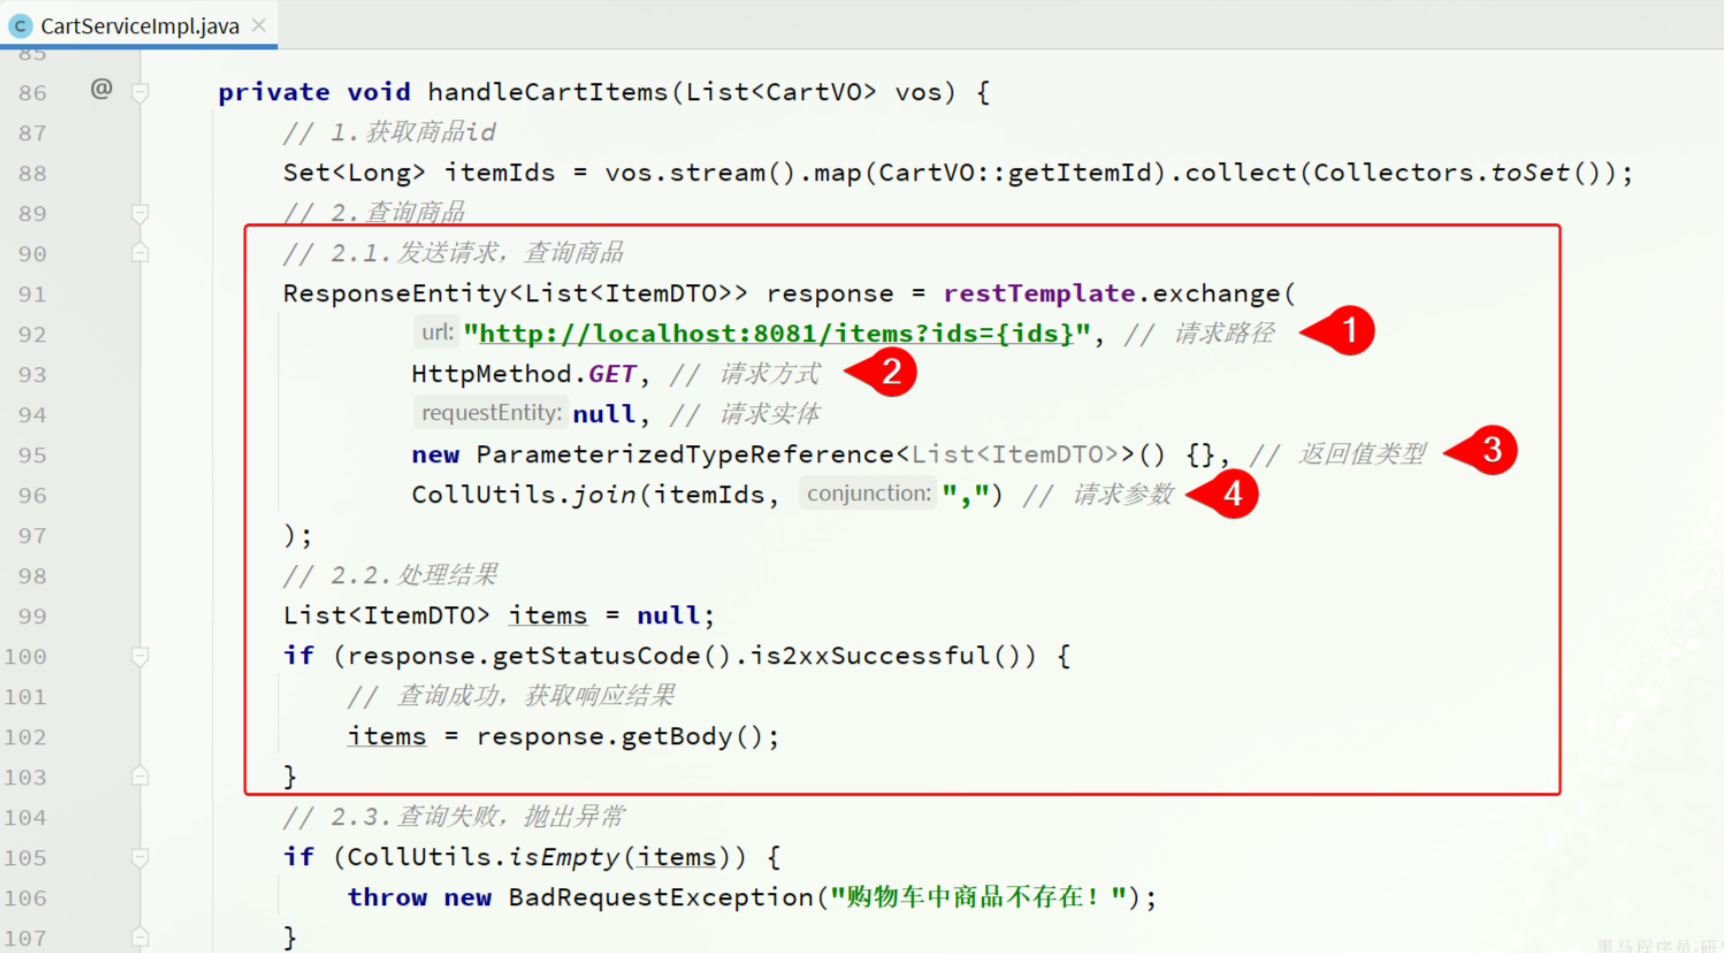 CartServiceImpl.java
85
86 @ private void handleCartItems(List<CartVO> vos) {
87 // 1.获取商品id
88 Set<Long> itemIds = vos.stream().map(CartVO::getItemId).collect(Collectors.toSet());
89 // 2.查询商品
90 // 2.1.发送请求，查询商品
91 ResponseEntity<List<ItemDTO>> response = restTemplate.exchange(
92 url: "http://localhost:8081/items?ids={ids}", // 请求路径 1
93 HttpMethod.GET, // 请求方式 2
94 requestEntity: null, // 请求实体
95 new ParameterizedTypeReference<List<ItemDTO>>() {}, // 返回值类型 3
96 CollUtils.join(itemIds, conjunction: ",") // 请求参数 4
97 );
98 // 2.2.处理结果
99 List<ItemDTO> items = null;
100 if (response.getStatusCode().is2xxSuccessful()) {
101 // 查询成功，获取响应结果
102 items = response.getBody();
103 }
104 // 2.3.查询失败，抛出异常
105 if (CollUtils.isEmpty(items)) {
106 throw new BadRequestException("购物车中商品不存在！");
107 }
黑马程序员-研